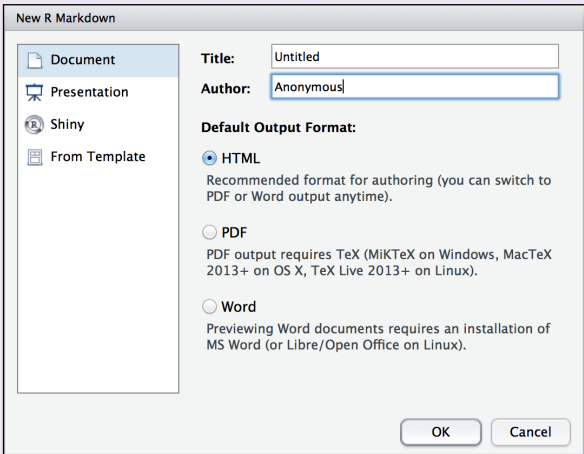 New R Markdown
Document
Presentation
Shiny
From Template
Title: Untitled
Author: Anonymous
Default Output Format:
HTML
Recommended format for authoring (you can switch to
PDF or Word output anytime).
PDF
PDF output requires TeX (MiKTeX on Windows, MacTeX
2013+ on OS X, TeX Live 2013+ on Linux).
Word
Previewing Word documents requires an installation of
MS Word (or Libre/Open Office on Linux).
OK Cancel